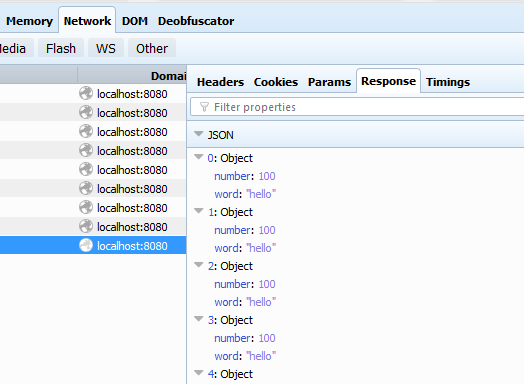 Memory Network DOM Deobfuscator
Media Flash WS Other
Domai
localhost:8080
localhost:8080
localhost:8080
localhost:8080
localhost:8080
localhost:8080
localhost:8080
localhost:8080
localhost:8080
Headers Cookies Params Response Timings
Filter properties
JSON
0: Object
number: 100
word: "hello"
1: Object
number: 100
word: "hello"
2: Object
number: 100
word: "hello"
3: Object
number: 100
word: "hello"
4: Object